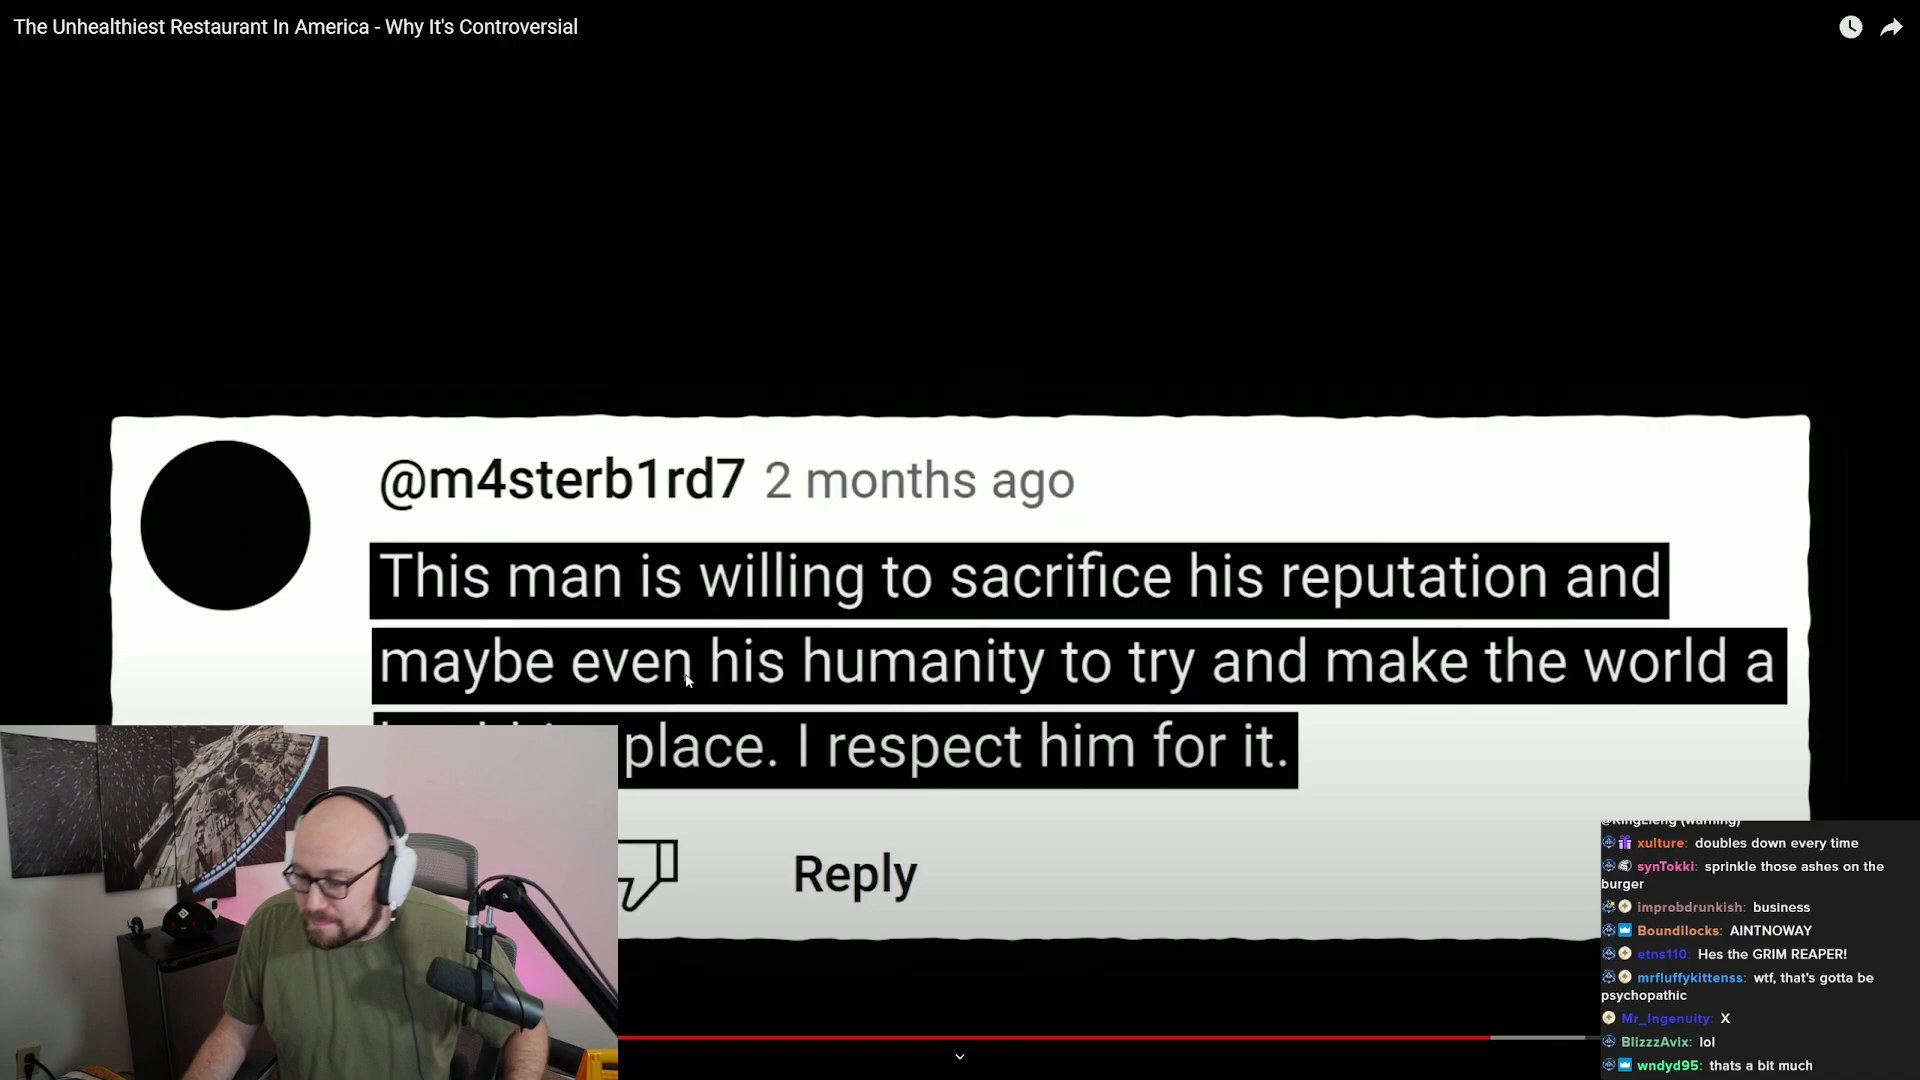 The Unhealthiest Restaurant In America - Why It's Controversial
@m4sterb1rd7 2 months ago
This man is willing to sacrifice his reputation and
maybe even his humanity to try and make the world a
place. I respect him for it.
Reply
xulture: doubles down every time
synTokki: sprinkle those ashes on the
burger
improbdrunkish: business
Boundilocks: AINTNOWAY
etns110: Hes the GRIM REAPER!
mrfluffykittenss: wtf, that's gotta be
psychopathic
Mr_Ingenuity: X
BlizzzAvix: lol
wndyd95: thats a bit much